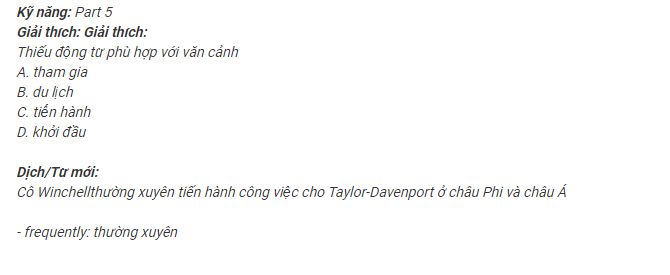 Kỹ năng: Part 5
Giải thích: Giải thích:
Thiếu động từ phù hợp với văn cảnh
A. tham gia
B. du lịch
C. tiến hành
D. khởi đầu
Dịch/Từ mới:
Cô Winchellthường xuyên tiến hành công việc cho Taylor-Davenport ở châu Phi và châu Á
- frequently: thường xuyên